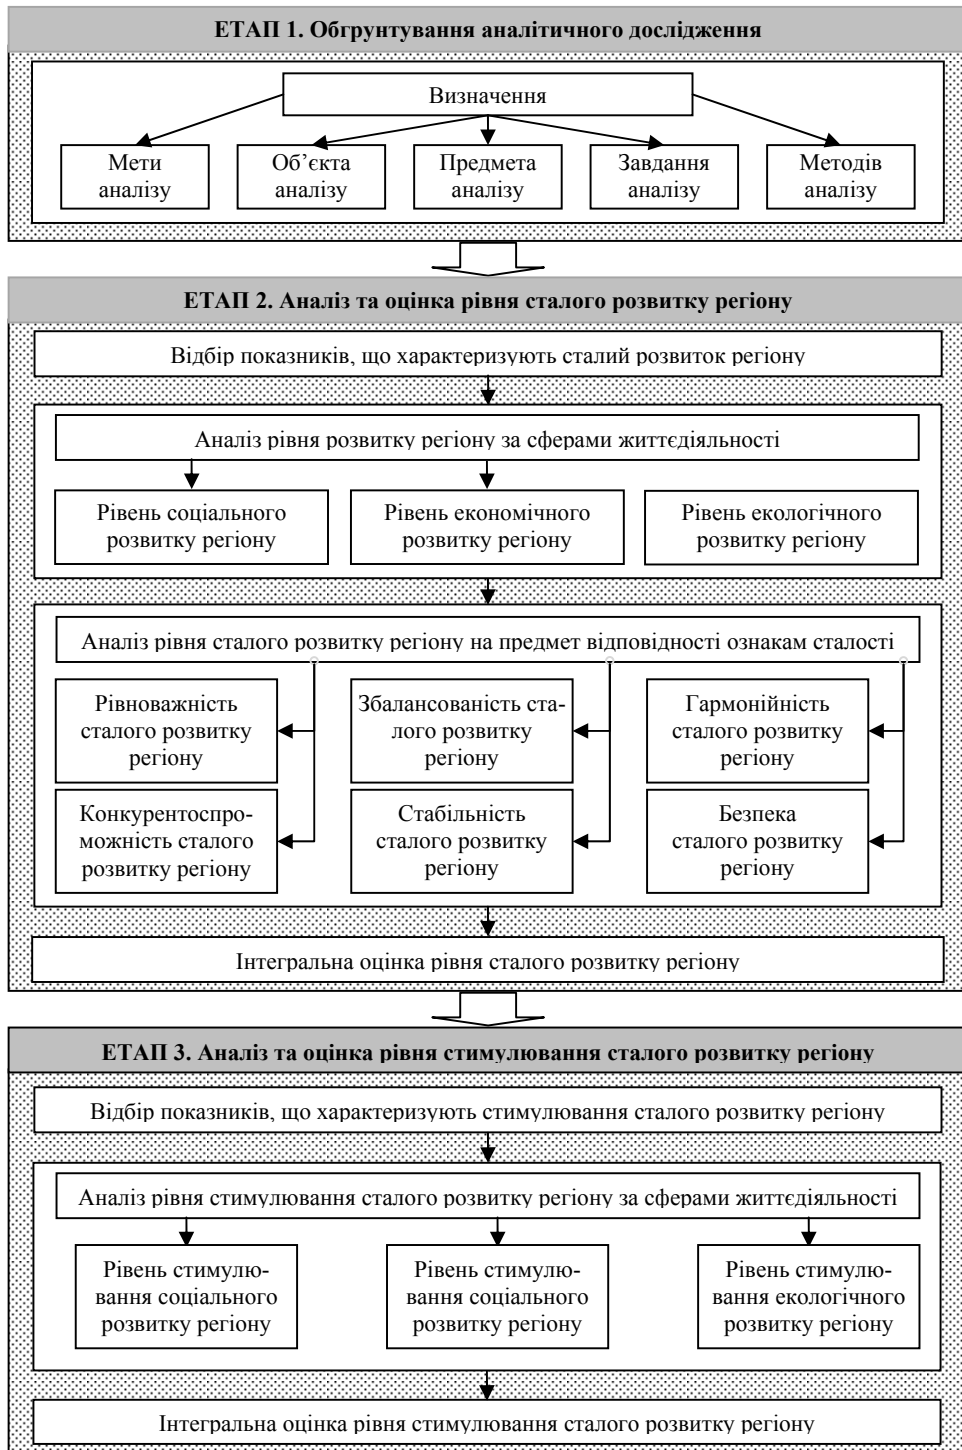 ЕТАП 1. Обгрунтування аналітичного дослідження
Визначення
Мети
аналізу
Об’єкта
аналізу
Предмета
аналізу
Завдання
аналізу
Методів
аналізу
ЕТАП 2. Аналіз та оцінка рівня сталого розвитку регіону
Відбір показників, що характеризують сталий розвиток регіону
Аналіз рівня розвитку регіону за сферами життєдіяльності
Рівень соціального
розвитку регіону
Рівень економічного
розвитку регіону
Рівень екологічного
розвитку регіону
Аналіз рівня сталого розвитку регіону на предмет відповідності ознакам сталості
Рівноважність
сталого розвитку
регіону
Збалансованість ста-
лого розвитку
регіону
Гармонійність
сталого розвитку
регіону
Конкурентоспро-
можність сталого
розвитку регіону
Стабільність
сталого розвитку
регіону
Безпека
сталого розвитку
регіону
Інтегральна оцінка рівня сталого розвитку регіону
ЕТАП 3. Аналіз та оцінка рівня стимулювання сталого розвитку регіону
Відбір показників, що характеризують стимулювання сталого розвитку регіону
Аналіз рівня стимулювання сталого розвитку регіону за сферами життєдіяльності
Рівень стимулю-
вання соціального
розвитку регіону
Рівень стимулю-
вання соціального
розвитку регіону
Рівень стимулю-
вання екологічного
розвитку регіону
Інтегральна оцінка рівня стимулювання сталого розвитку регіону